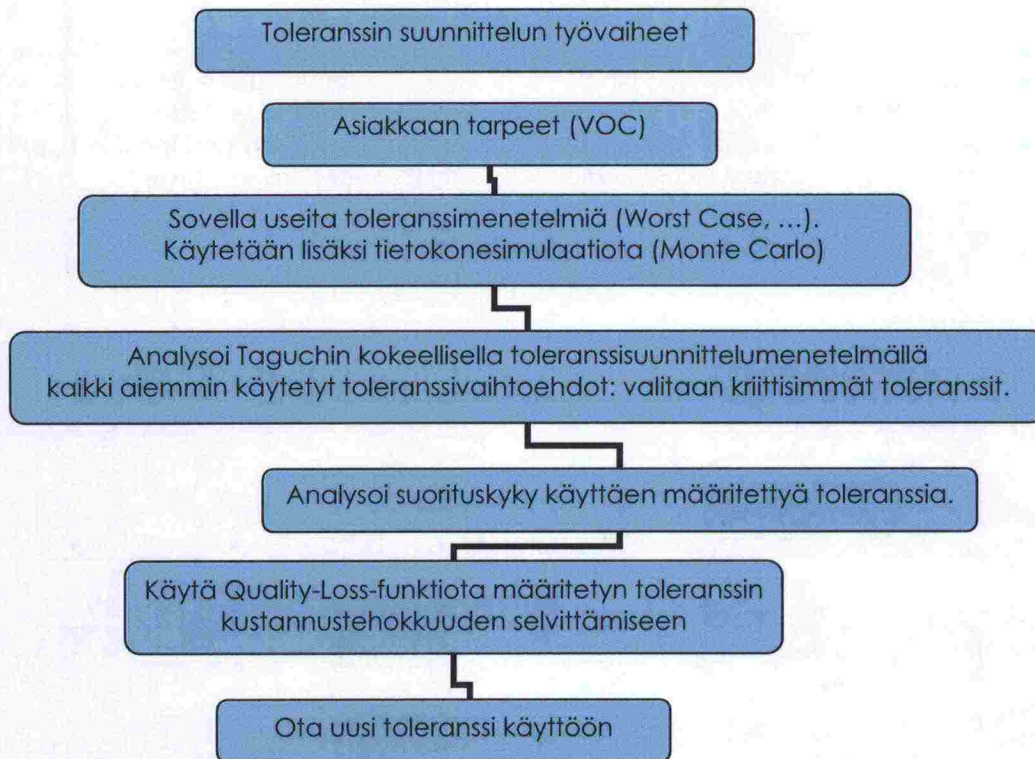 Toleranssin suunnittelun työvaiheet
Asiakkaan tarpeet (VOC)
Sovella useita toleranssimenetelmiä (Worst Case, ...).
Käytetään lisäksi tietokonesimulaatiota (Monte Carlo)
Analysoi Taguchin kokeellisella toleranssisuunnittelumenetelmällä
kaikki aiemmin käytetyt toleranssivaihtoehdot: valitaan kriittisimmät toleranssit.
Analysoi suorituskyky käyttäen määritettyä toleranssia.
Käytä Quality-Loss-funktiota määritetyn toleranssin
kustannustehokkuuden selvittämiseen
Ota uusi toleranssi käyttöön